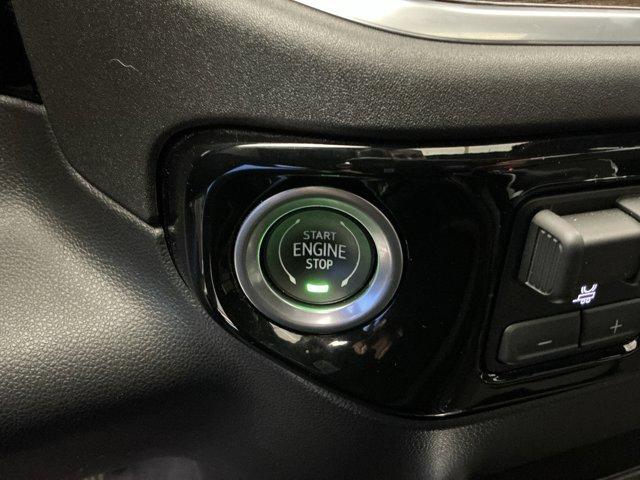 START
ENGINE
STOP
- +